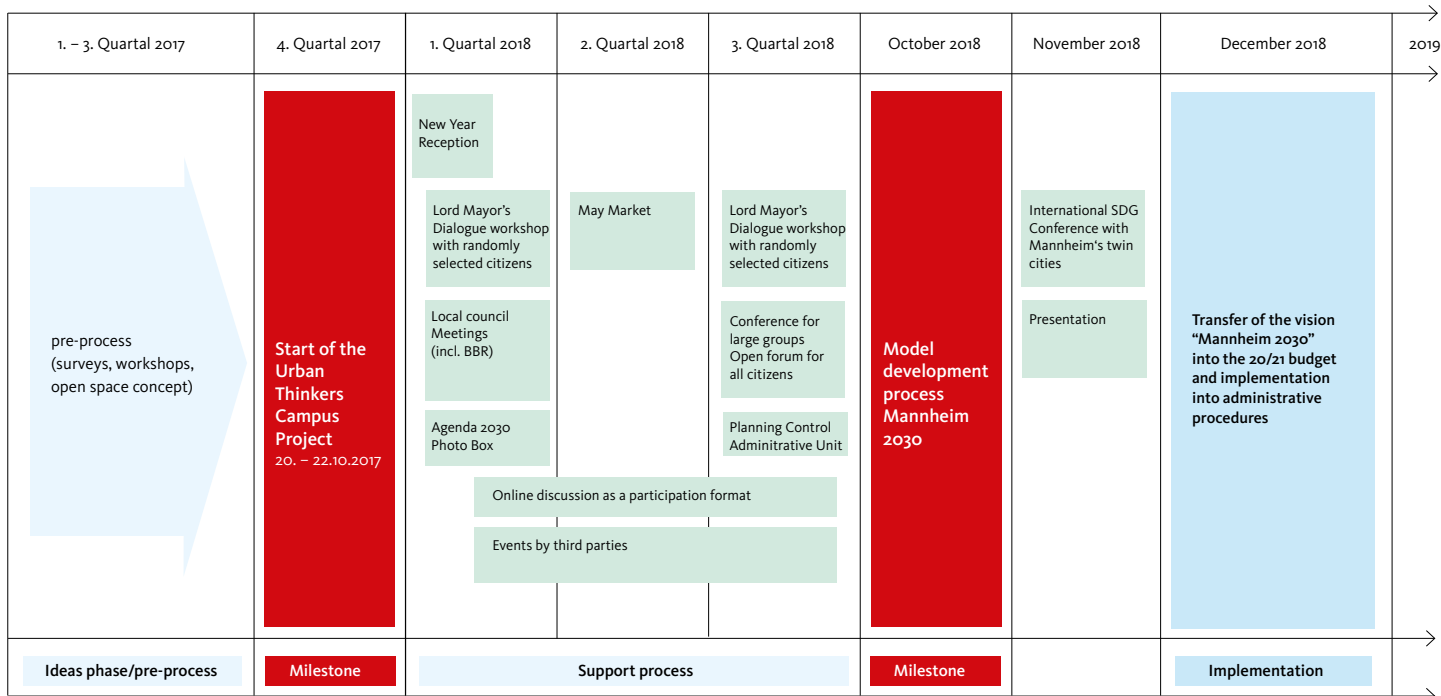 1. – 3. Quartal 2017
4. Quartal 2017
1. Quartal 2018
2. Quartal 2018
3. Quartal 2018
October 2018
November 2018
December 2018
2019
pre-process
(surveys, workshops,
open space concept)
Start of the
Urban
Thinkers
Campus
Project
20. – 22.10.2017
New Year
Reception
Lord Mayor's
Dialogue workshop
with randomly
selected citizens
Local council
Meetings
(incl. BBR)
Agenda 2030
Photo Box
May Market
Lord Mayor's
Dialogue workshop
with randomly
selected citizens
Conference for
large groups
Open forum for
all citizens
Planning Control
Adminitrative Unit
Online discussion as a participation format
Events by third parties
Model
development
process
Mannheim
2030
International SDG
Conference with
Mannheim‘s twin
cities
Presentation
Transfer of the vision
“Mannheim 2030”
into the 20/21 budget
and implementation
into administrative
procedures
Ideas phase/pre-process
Milestone
Support process
Milestone
Implementation